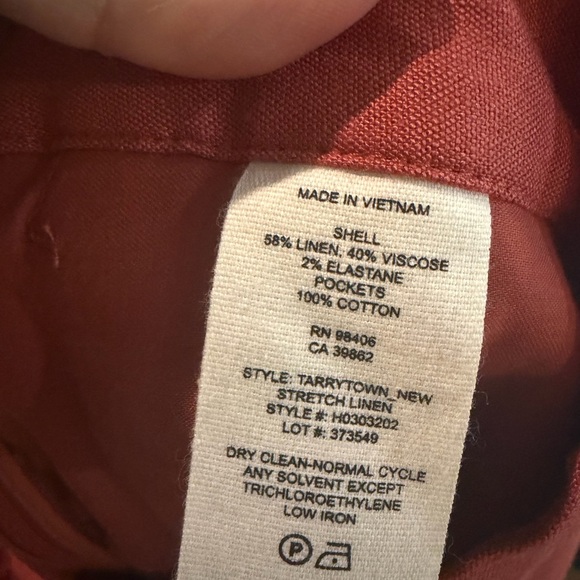 MADE IN VIETNAM
SHELL
58% LINEN, 40% VISCOSE
2% ELASTANE
POCKETS
100% COTTON
RN 98406
CA 39862
STYLE: TARRYTOWN_NEW
STRETCH LINEN
STYLE #: H0303202
LOT #: 373549
DRY CLEAN-NORMAL CYCLE
ANY SOLVENT EXCEPT
TRICHLOROETHYLENE
LOW IRON
P